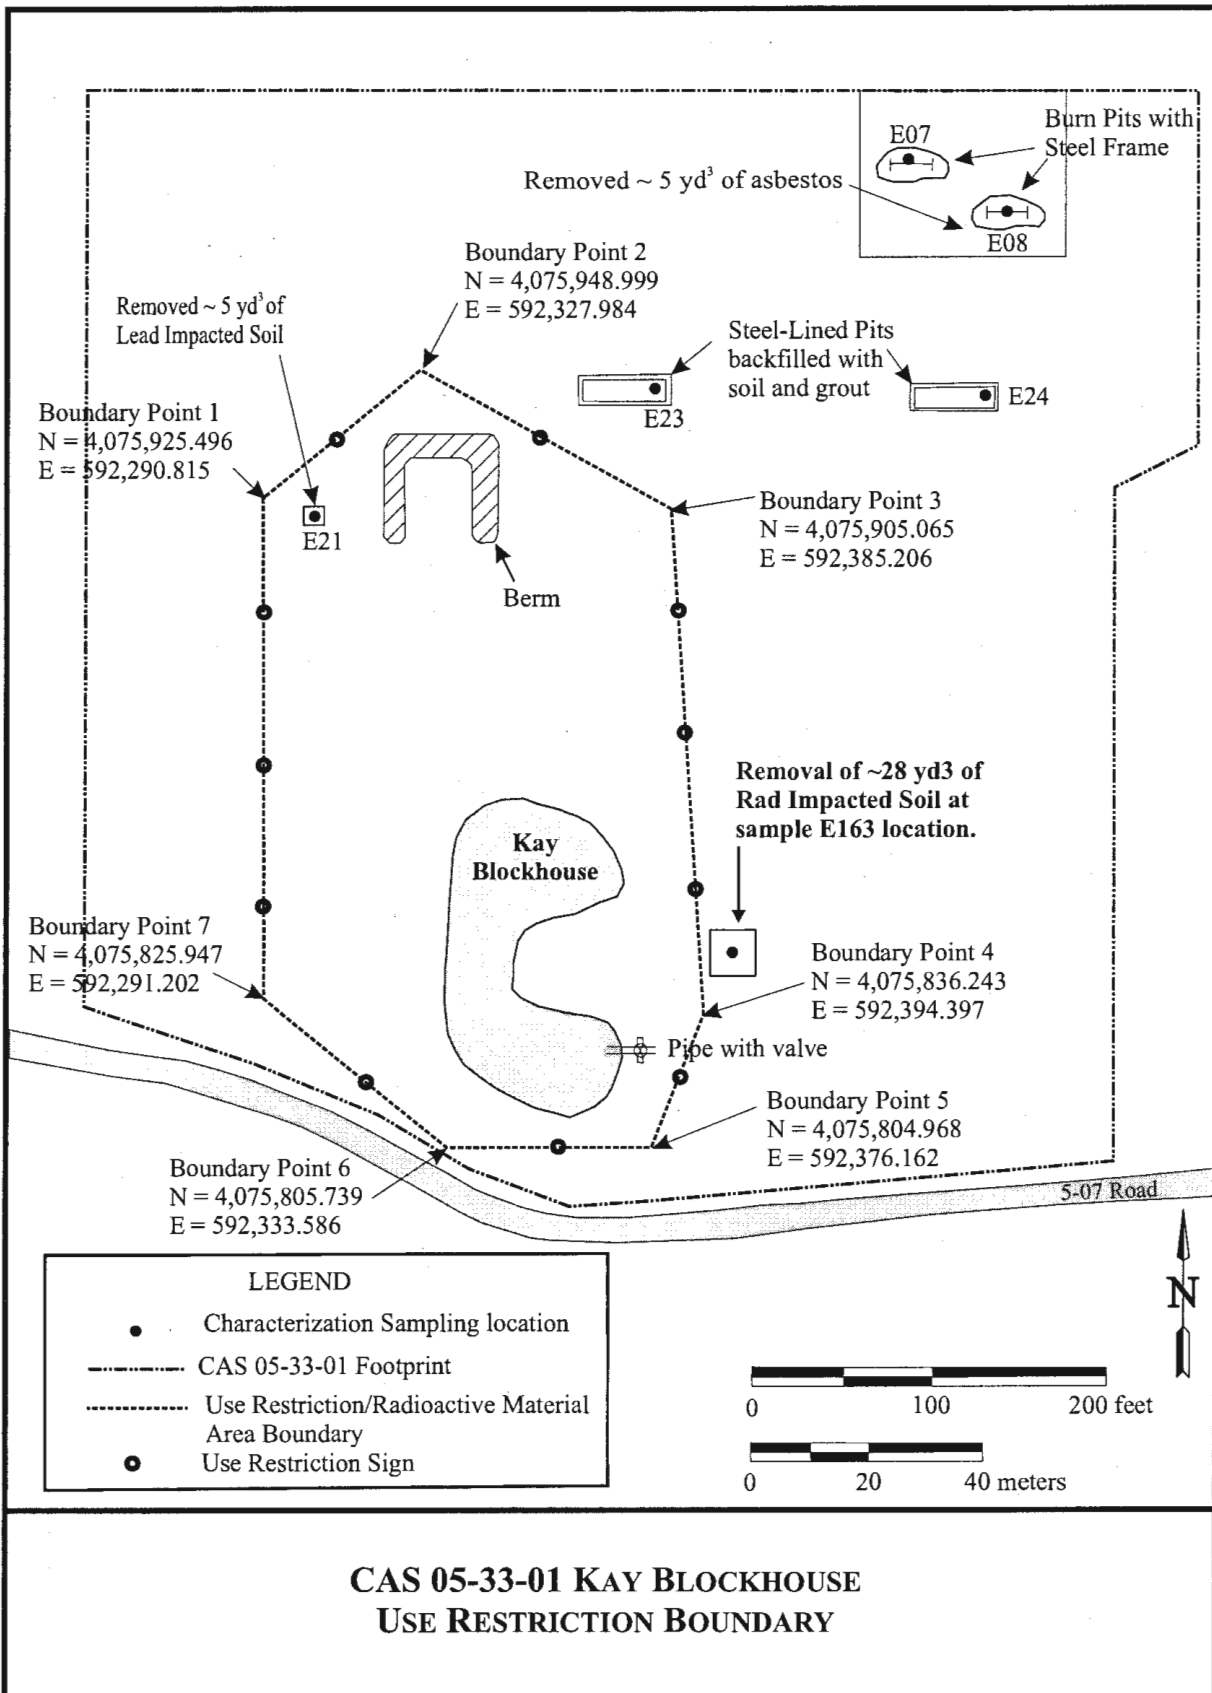 E07
Burn Pits with
Steel Frame
Removed ~ 5 yd³ of asbestos
E08
Boundary Point 2
N = 4,075,948.999
E = 592,327.984
Removed ~ 5 yd³ of
Lead Impacted Soil
Steel-Lined Pits
backfilled with
soil and grout
E23
E24
Boundary Point 1
N = 4,075,925.496
E = 592,290.815
E21
Berm
Boundary Point 3
N = 4,075,905.065
E = 592,385.206
Removal of ~28 yd3 of
Rad Impacted Soil at
sample E163 location.
Kay
Blockhouse
Boundary Point 7
N = 4,075,825.947
E = 592,291.202
Boundary Point 4
N = 4,075,836.243
E = 592,394.397
Pipe with valve
Boundary Point 5
N = 4,075,804.968
E = 592,376.162
Boundary Point 6
N = 4,075,805.739
E = 592,333.586
5-07 Road
N
LEGEND
Characterization Sampling location
CAS 05-33-01 Footprint
Use Restriction/Radioactive Material
Area Boundary
Use Restriction Sign
0 100 200 feet
0 20 40 meters
CAS 05-33-01 KAY BLOCKHOUSE
USE RESTRICTION BOUNDARY